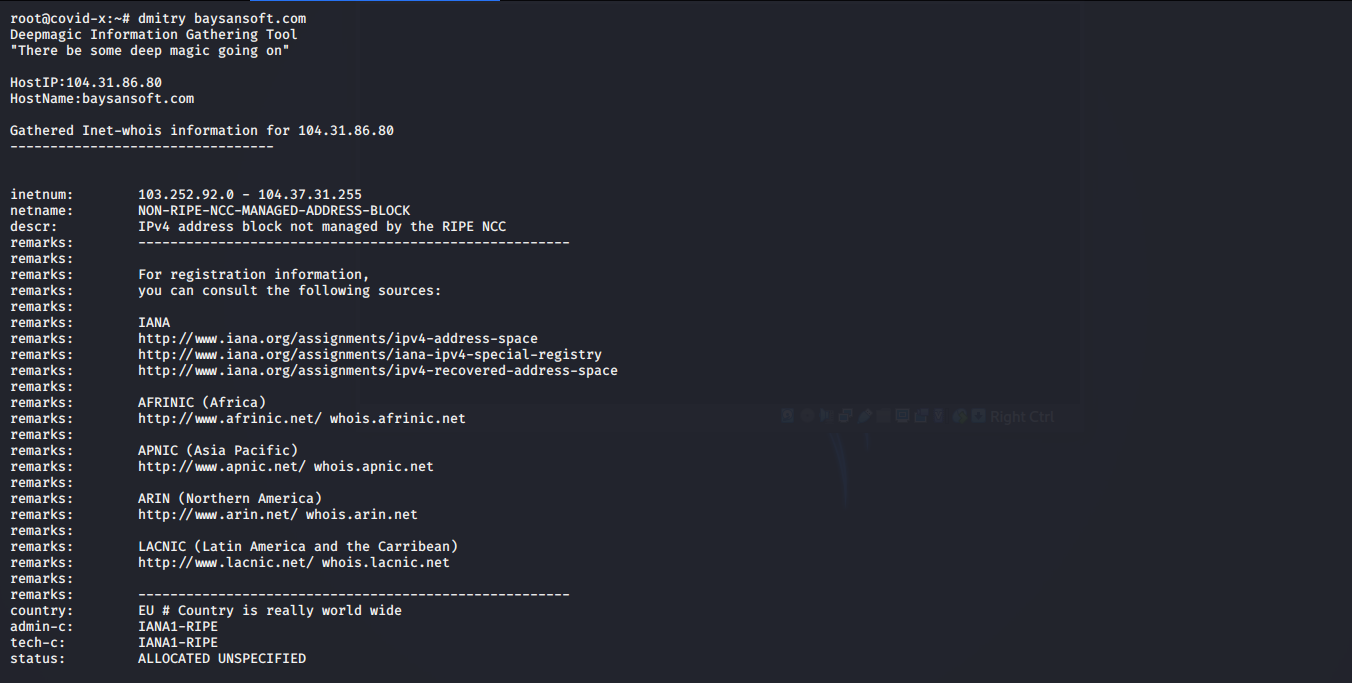 root@covid-x:~# dmitry baysansoft.com
Deepmagic Information Gathering Tool
"There be some deep magic going on"
HostIP:104.31.86.80
HostName:baysansoft.com
Gathered Inet-whois information for 104.31.86.80
---------------------------------
inetnum:        103.252.92.0 - 104.37.31.255
netname:        NON-RIPE-NCC-MANAGED-ADDRESS-BLOCK
descr:          IPv4 address block not managed by the RIPE NCC
remarks:        ------------------------------------------------------
remarks:
remarks:        For registration information,
remarks:        you can consult the following sources:
remarks:
remarks:        IANA
remarks:        http://www.iana.org/assignments/ipv4-address-space
remarks:        http://www.iana.org/assignments/iana-ipv4-special-registry
remarks:        http://www.iana.org/assignments/ipv4-recovered-address-space
remarks:
remarks:        AFRINIC (Africa)
remarks:        http://www.afrinic.net/ whois.afrinic.net
remarks:
remarks:        APNIC (Asia Pacific)
remarks:        http://www.apnic.net/ whois.apnic.net
remarks:
remarks:        ARIN (Northern America)
remarks:        http://www.arin.net/ whois.arin.net
remarks:
remarks:        LACNIC (Latin America and the Carribean)
remarks:        http://www.lacnic.net/ whois.lacnic.net
remarks:
remarks:        ------------------------------------------------------
country:        EU # Country is really world wide
admin-c:        IANA1-RIPE
tech-c:         IANA1-RIPE
status:         ALLOCATED UNSPECIFIED
Right Ctrl